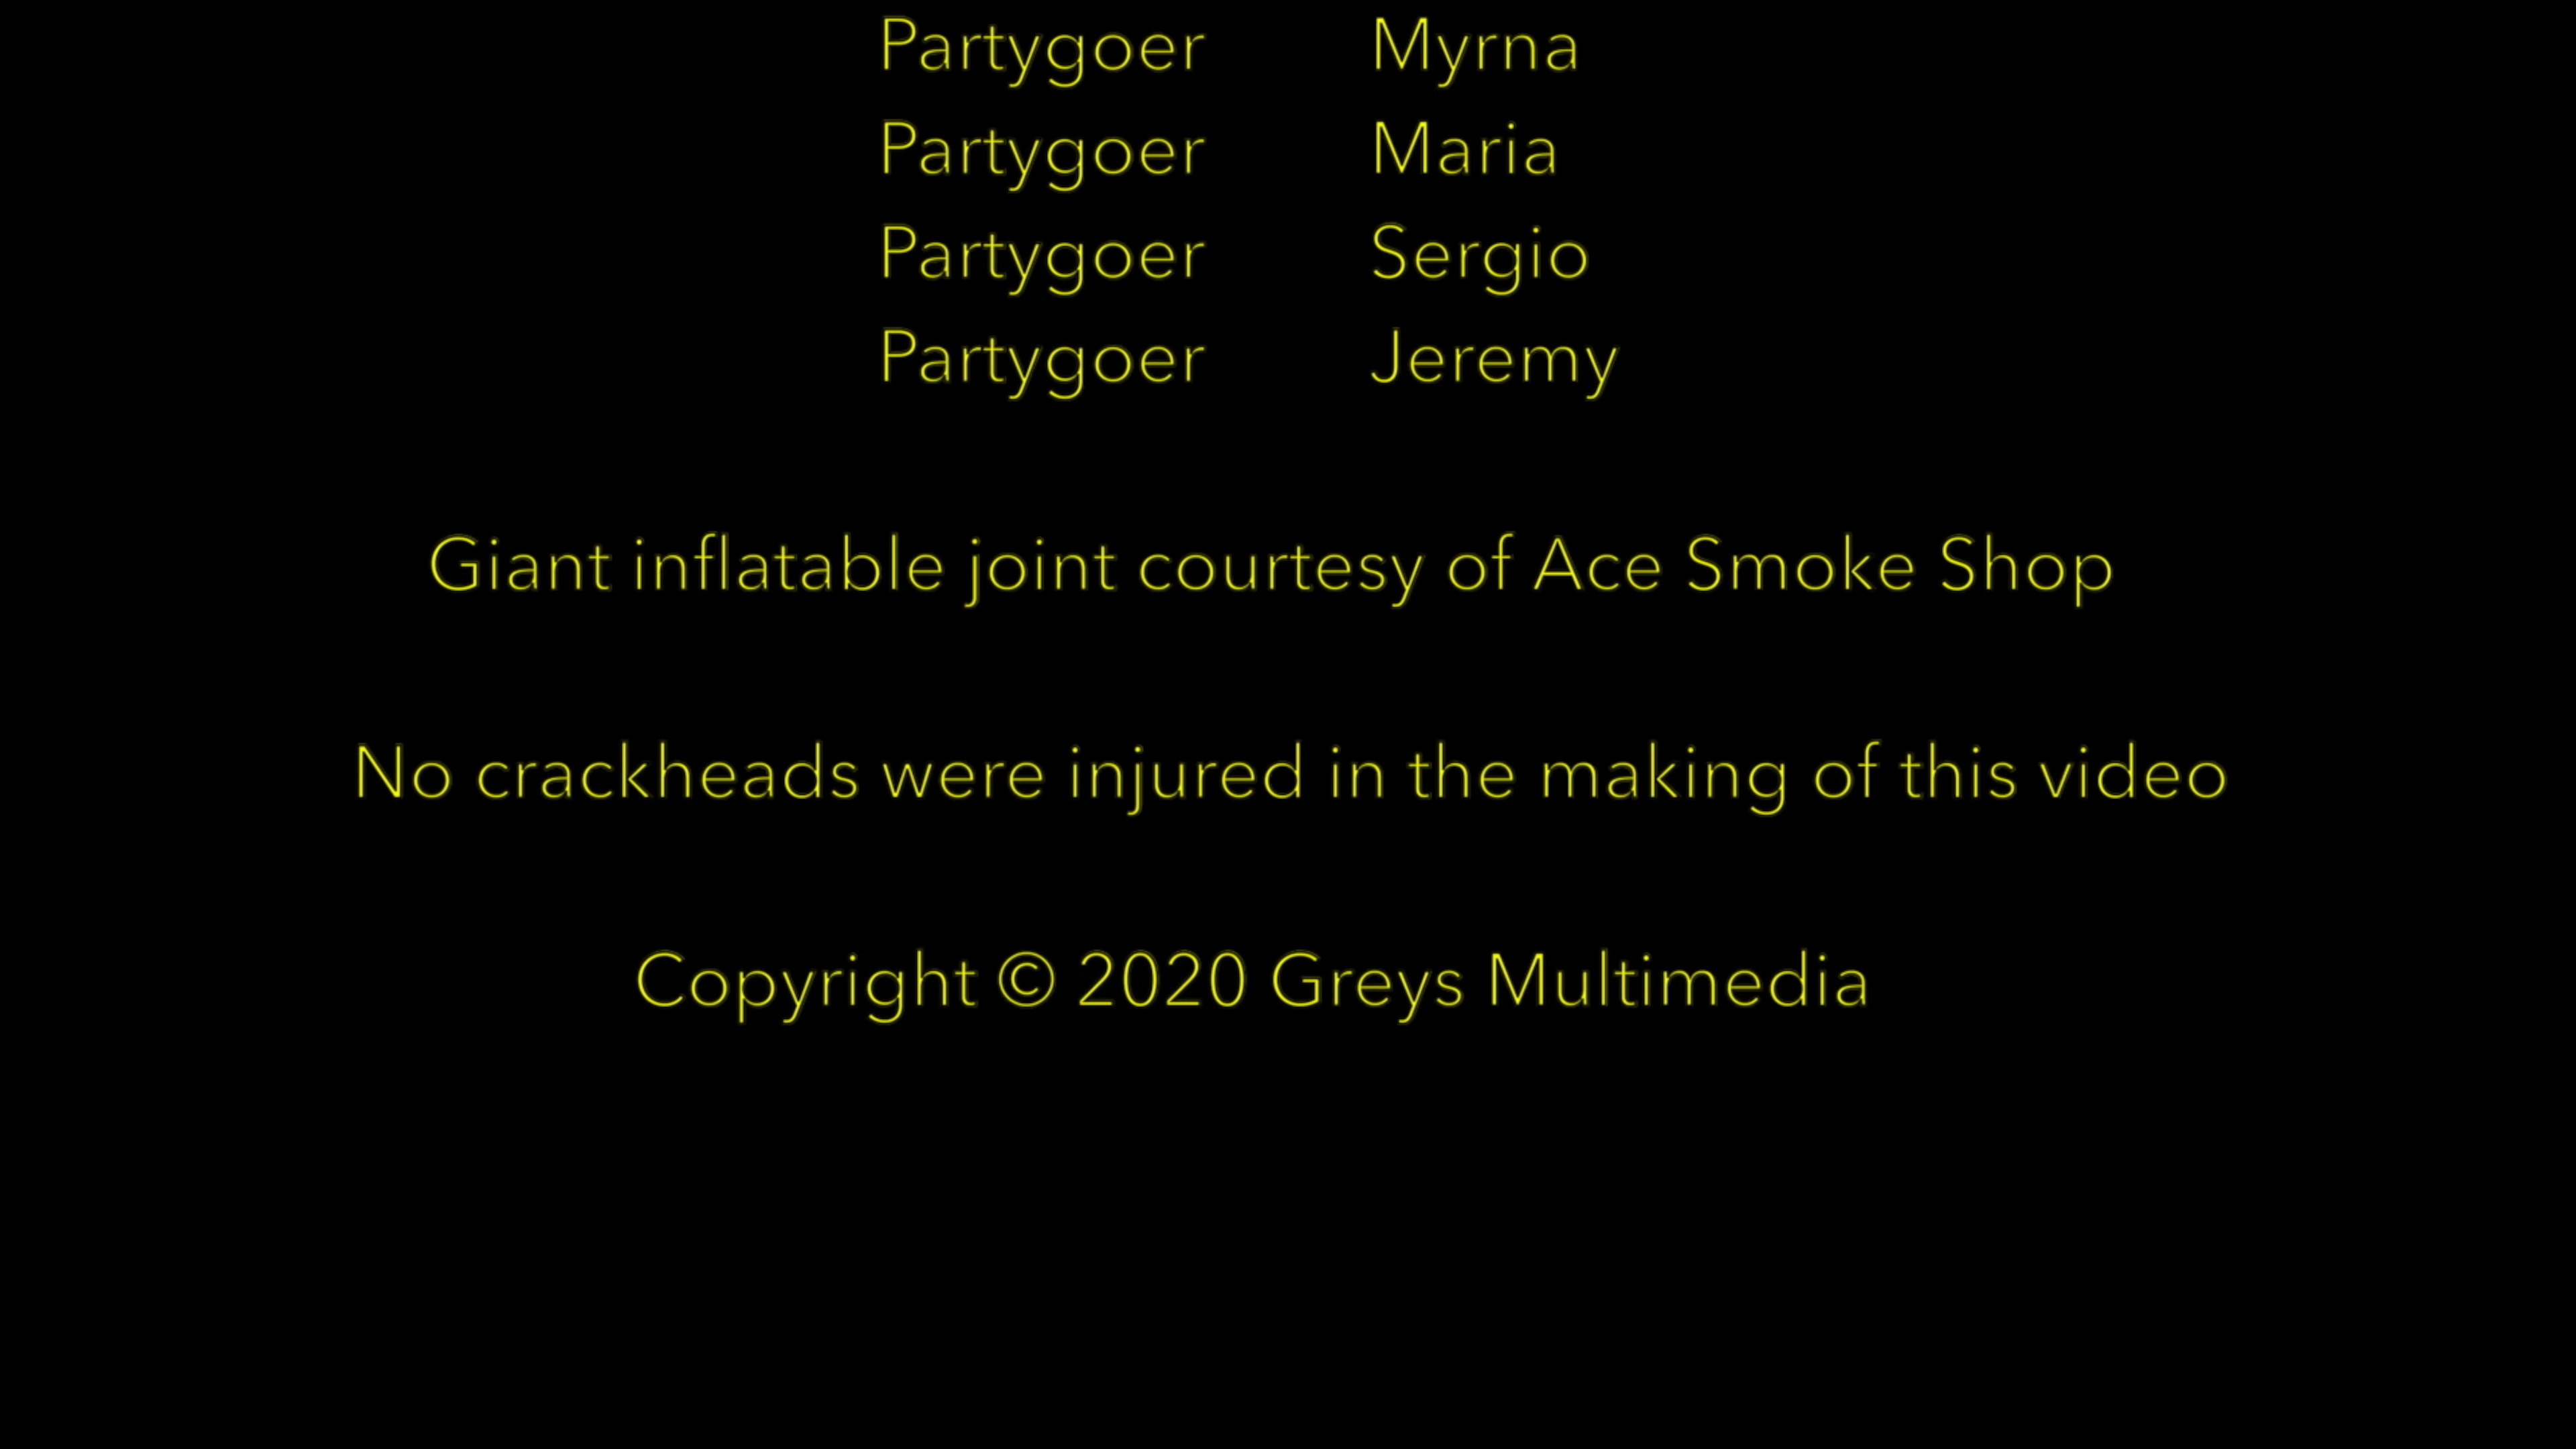 Partygoer Myrna
Partygoer Maria
Partygoer Sergio
Partygoer Jeremy
Giant inflatable joint courtesy of Ace Smoke Shop
No crackheads were injured in the making of this video
Copyright © 2020 Greys Multimedia